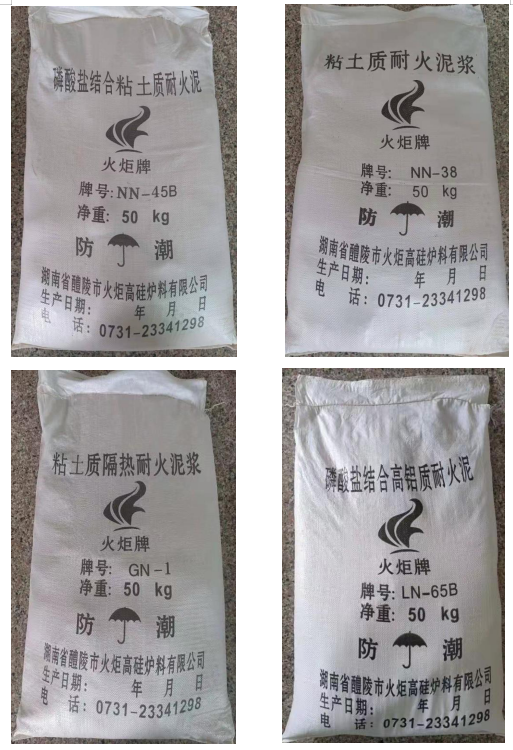 磷酸盐结合粘土质耐火泥
火炬牌
牌号: NN-45B
净重: 50 kg
防 潮
湖南省醴陵市火炬高硅炉料有限公司
生产日期: 年 月 日
电 话: 0731-23341298
粘土质耐火泥浆
火炬牌
牌号: NN-38
净重: 50 kg
防 潮
湖南省醴陵市火炬高硅炉料有限公司
生产日期: 年 月 日
电 话: 0731-23341298
粘土质隔热耐火泥浆
火炬牌
牌号: GN-1
净重: 50 kg
防 潮
湖南省醴陵市火炬高硅炉料有限公司
生产日期: 年 月 日
电 话: 0731-23341298
磷酸盐结合高铝质耐火泥
火炬牌
牌号: LN-65B
净重: 50 kg
防 潮
湖南省醴陵市火炬高硅炉料有限公司
生产日期: 年 月 日
电 话: 0731-23341298